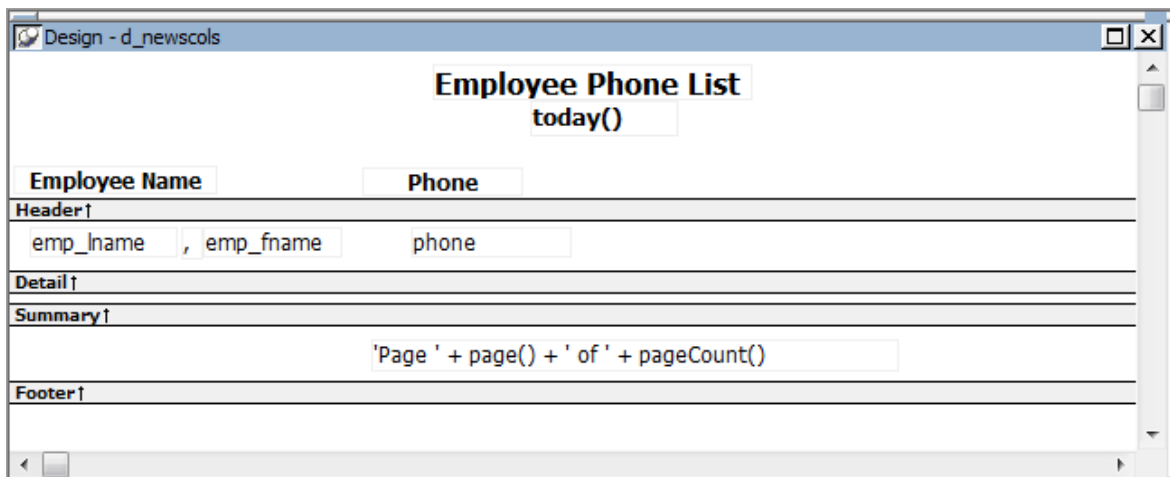 Design - d_newscols
Employee Phone List
today()
Employee Name Phone
Header↑
emp_lname , emp_fname phone
Detail↑
Summary↑
'Page ' + page() + ' of ' + pageCount()
Footer↑